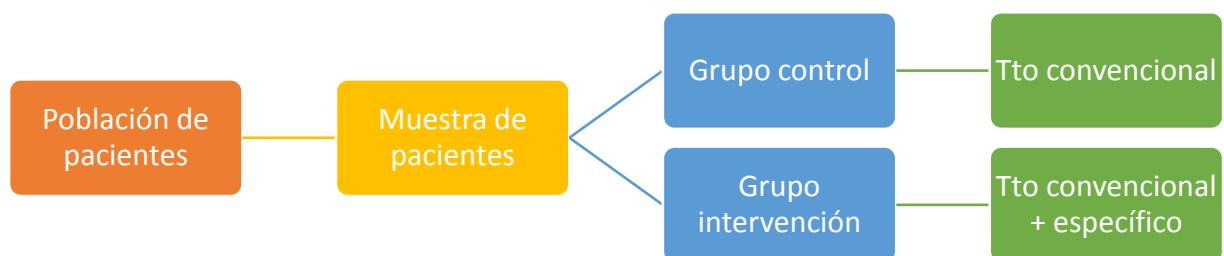 Población de
pacientes
Muestra de
pacientes
Grupo control
Tto convencional
Grupo
intervención
Tto convencional
+ específico